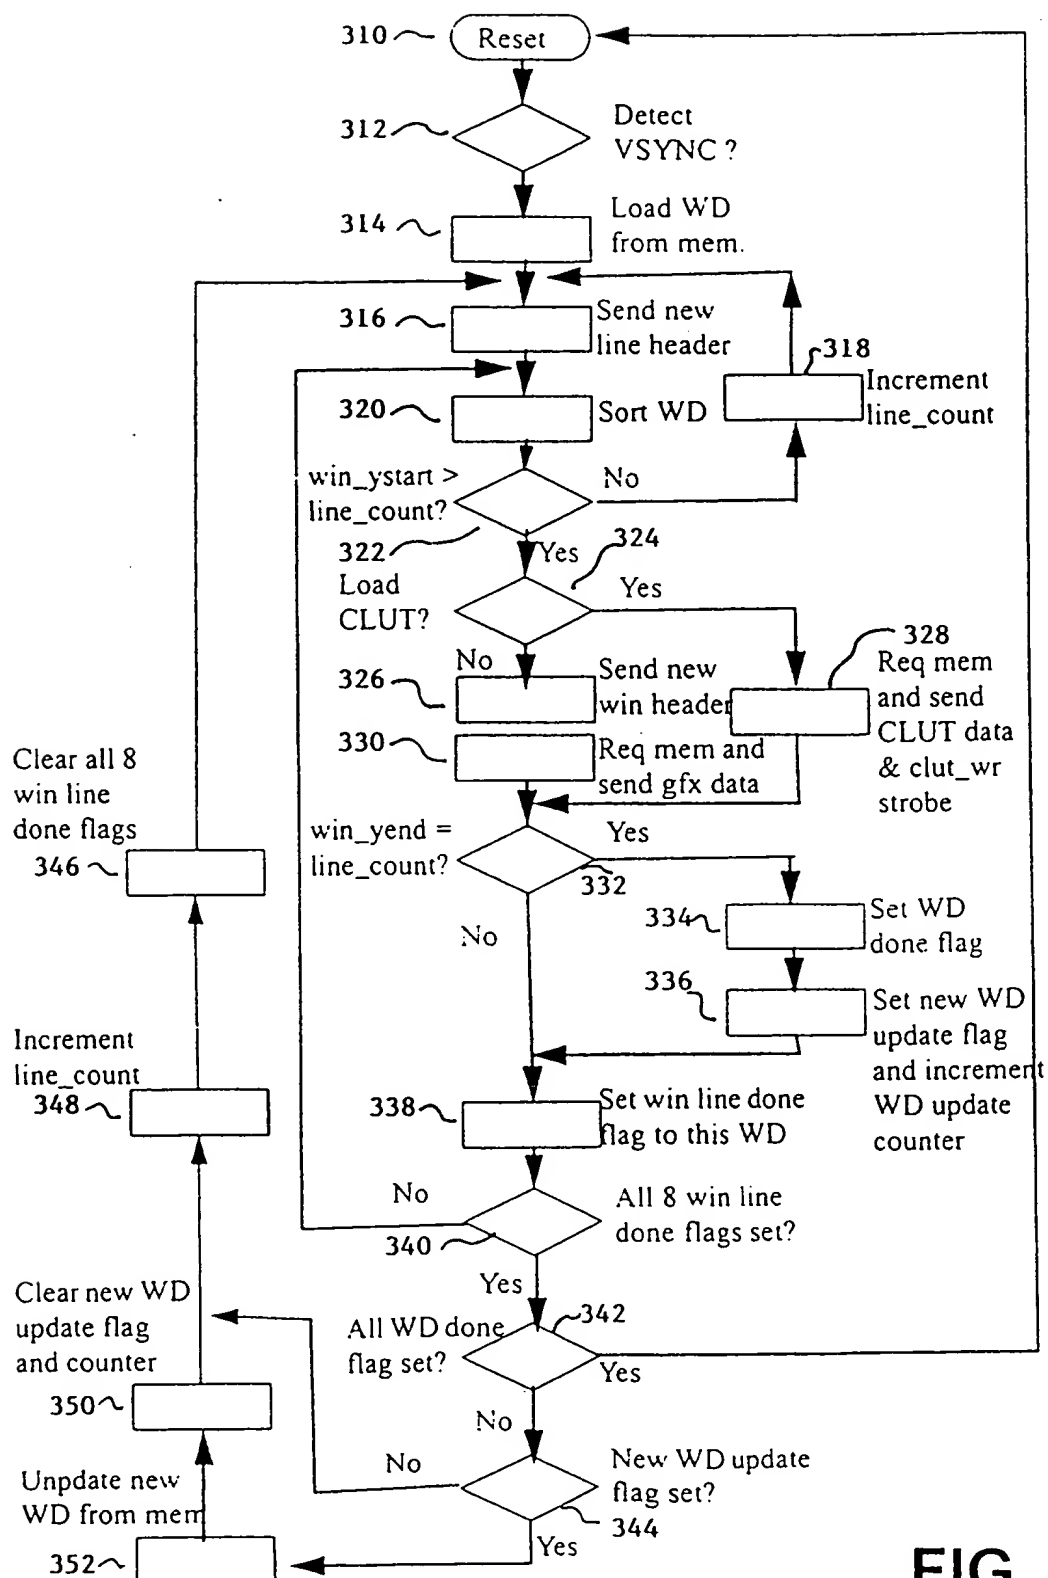 310
Reset
312
Detect
VSYNC ?
314
Load WD
from mem.
316
Send new
line header
318
Increment
line_count
320
Sort WD
win_ystart >
line_count?
No
322
Yes
324
Load
CLUT?
Yes
No
326
Send new
win header
328
Req mem
and send
CLUT data
& clut_wr
strobe
330
Req mem and
send gfx data
Clear all 8
win line
done flags
346
win_yend =
line_count?
Yes
332
No
334
Set WD
done flag
336
Set new WD
update flag
and increment
WD update
counter
Increment
line_count
348
338
Set win line done
flag to this WD
No
340
All 8 win line
done flags set?
Yes
Clear new WD
update flag
and counter
350
342
All WD done
flag set?
Yes
No
No
New WD update
flag set?
344
Yes
Unpdate new
WD from mem
352
FIG